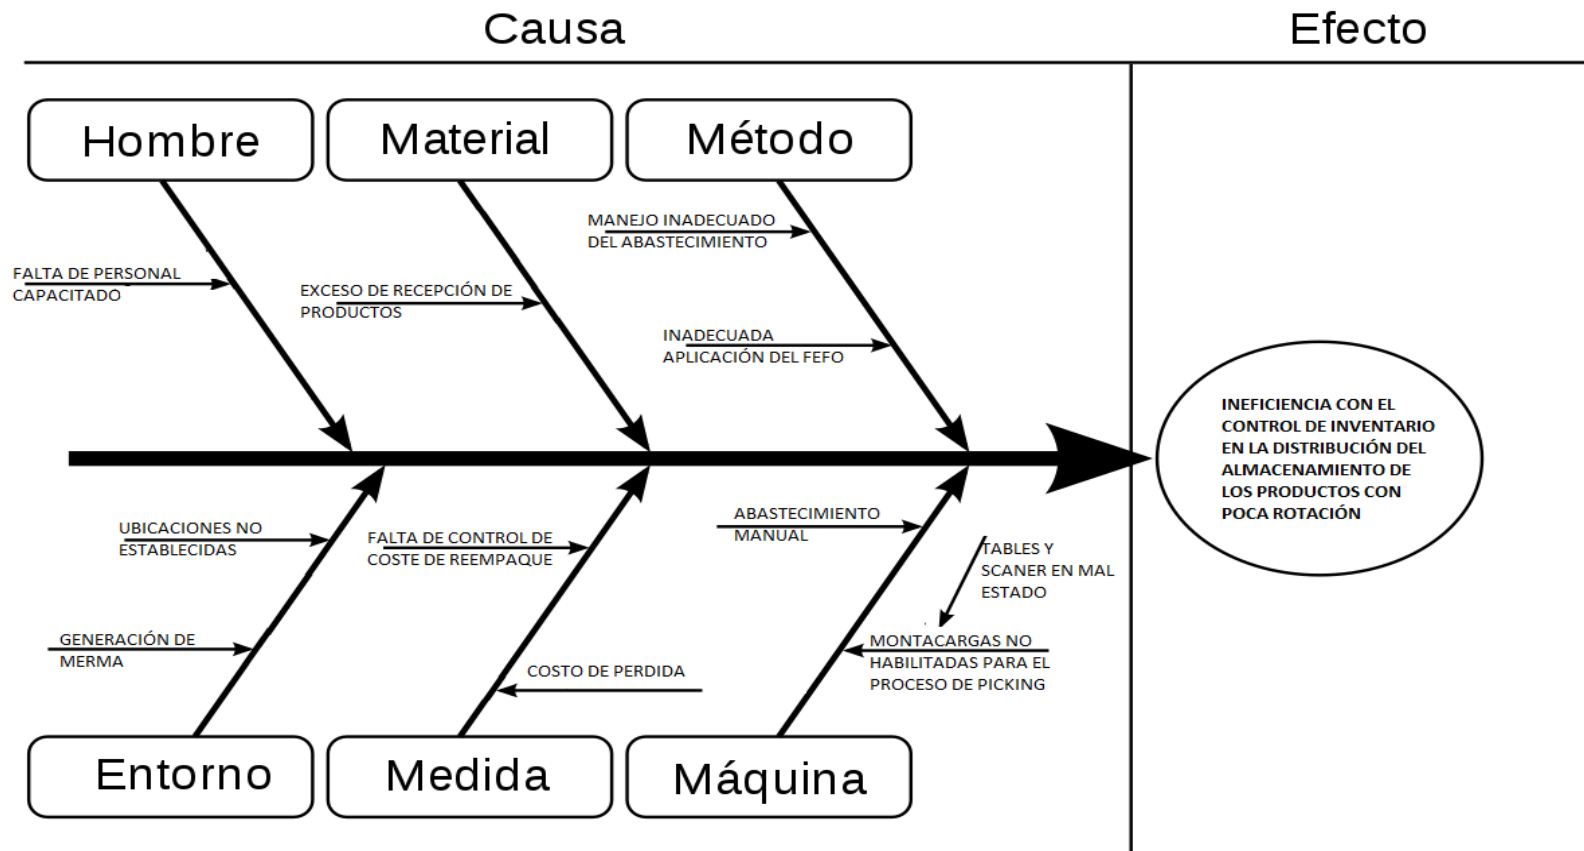 Causa
Efecto
Hombre
Material
Método
MANEJO INADECUADO
DEL ABASTECIMIENTO
FALTA DE PERSONAL
CAPACITADO
EXCESO DE RECEPCIÓN DE
PRODUCTOS
INADECUADA
APLICACIÓN DEL FEFO
INEFICIENCIA CON EL
CONTROL DE INVENTARIO
EN LA DISTRIBUCIÓN DEL
ALMACENAMIENTO DE
LOS PRODUCTOS CON
POCA ROTACIÓN
UBICACIONES NO
ESTABLECIDAS
FALTA DE CONTROL DE
COSTE DE REEMPAQUE
ABASTECIMIENTO
MANUAL
TABLES Y
SCANER EN MAL
ESTADO
GENERACIÓN DE
MERMA
COSTO DE PERDIDA
MONTACARGAS NO
HABILITADAS PARA EL
PROCESO DE PICKING
Entorno
Medida
Máquina